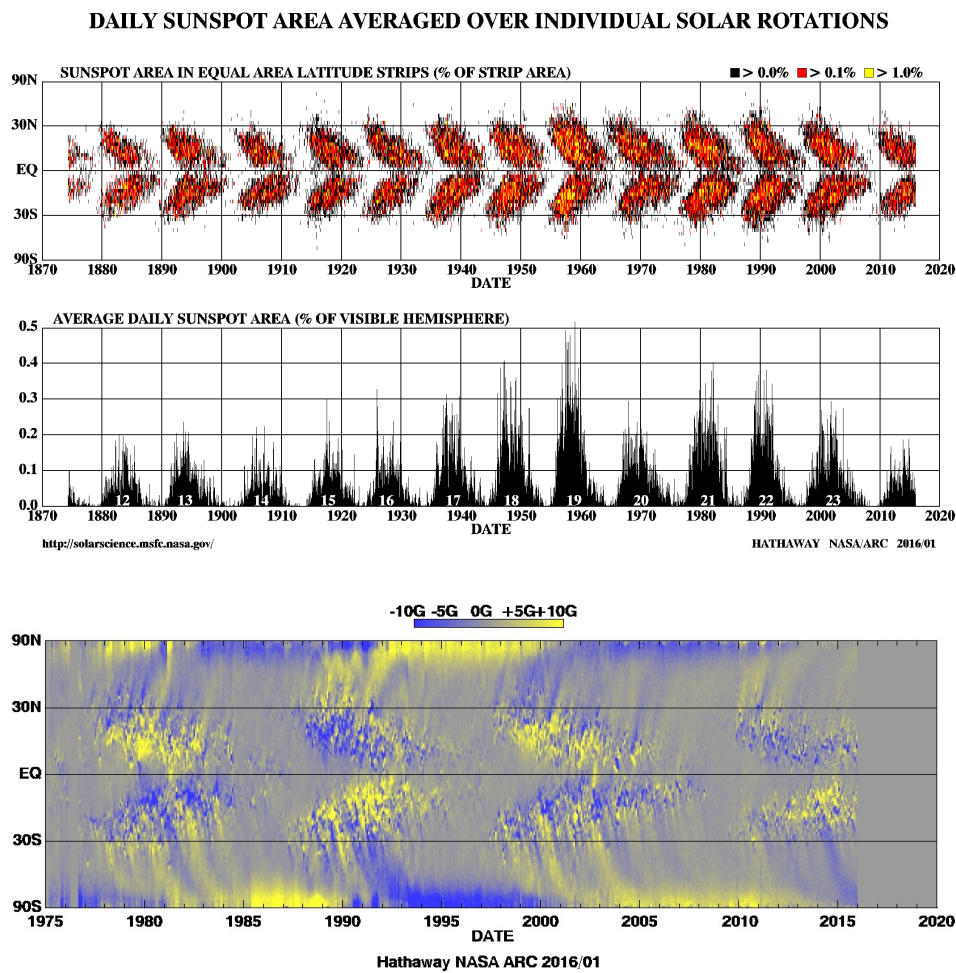 DAILY SUNSPOT AREA AVERAGED OVER INDIVIDUAL SOLAR ROTATIONS
SUNSPOT AREA IN EQUAL AREA LATITUDE STRIPS (% OF STRIP AREA) > 0.0% > 0.1% > 1.0%
90N
30N
EQ
30S
90S
1870 1880 1890 1900 1910 1920 1930 1940 1950 1960 1970 1980 1990 2000 2010 2020
DATE
AVERAGE DAILY SUNSPOT AREA (% OF VISIBLE HEMISPHERE)
0.5
0.4
0.3
0.2
0.1
0.0
12 13 14 15 16 17 18 19 20 21 22 23
1870 1880 1890 1900 1910 1920 1930 1940 1950 1960 1970 1980 1990 2000 2010 2020
DATE
http://solarscience.msfc.nasa.gov/ HATHAWAY NASA/ARC 2016/01
-10G -5G 0G +5G +10G
90N
30N
EQ
30S
90S
1975 1980 1985 1990 1995 2000 2005 2010 2015 2020
DATE
Hathaway NASA ARC 2016/01